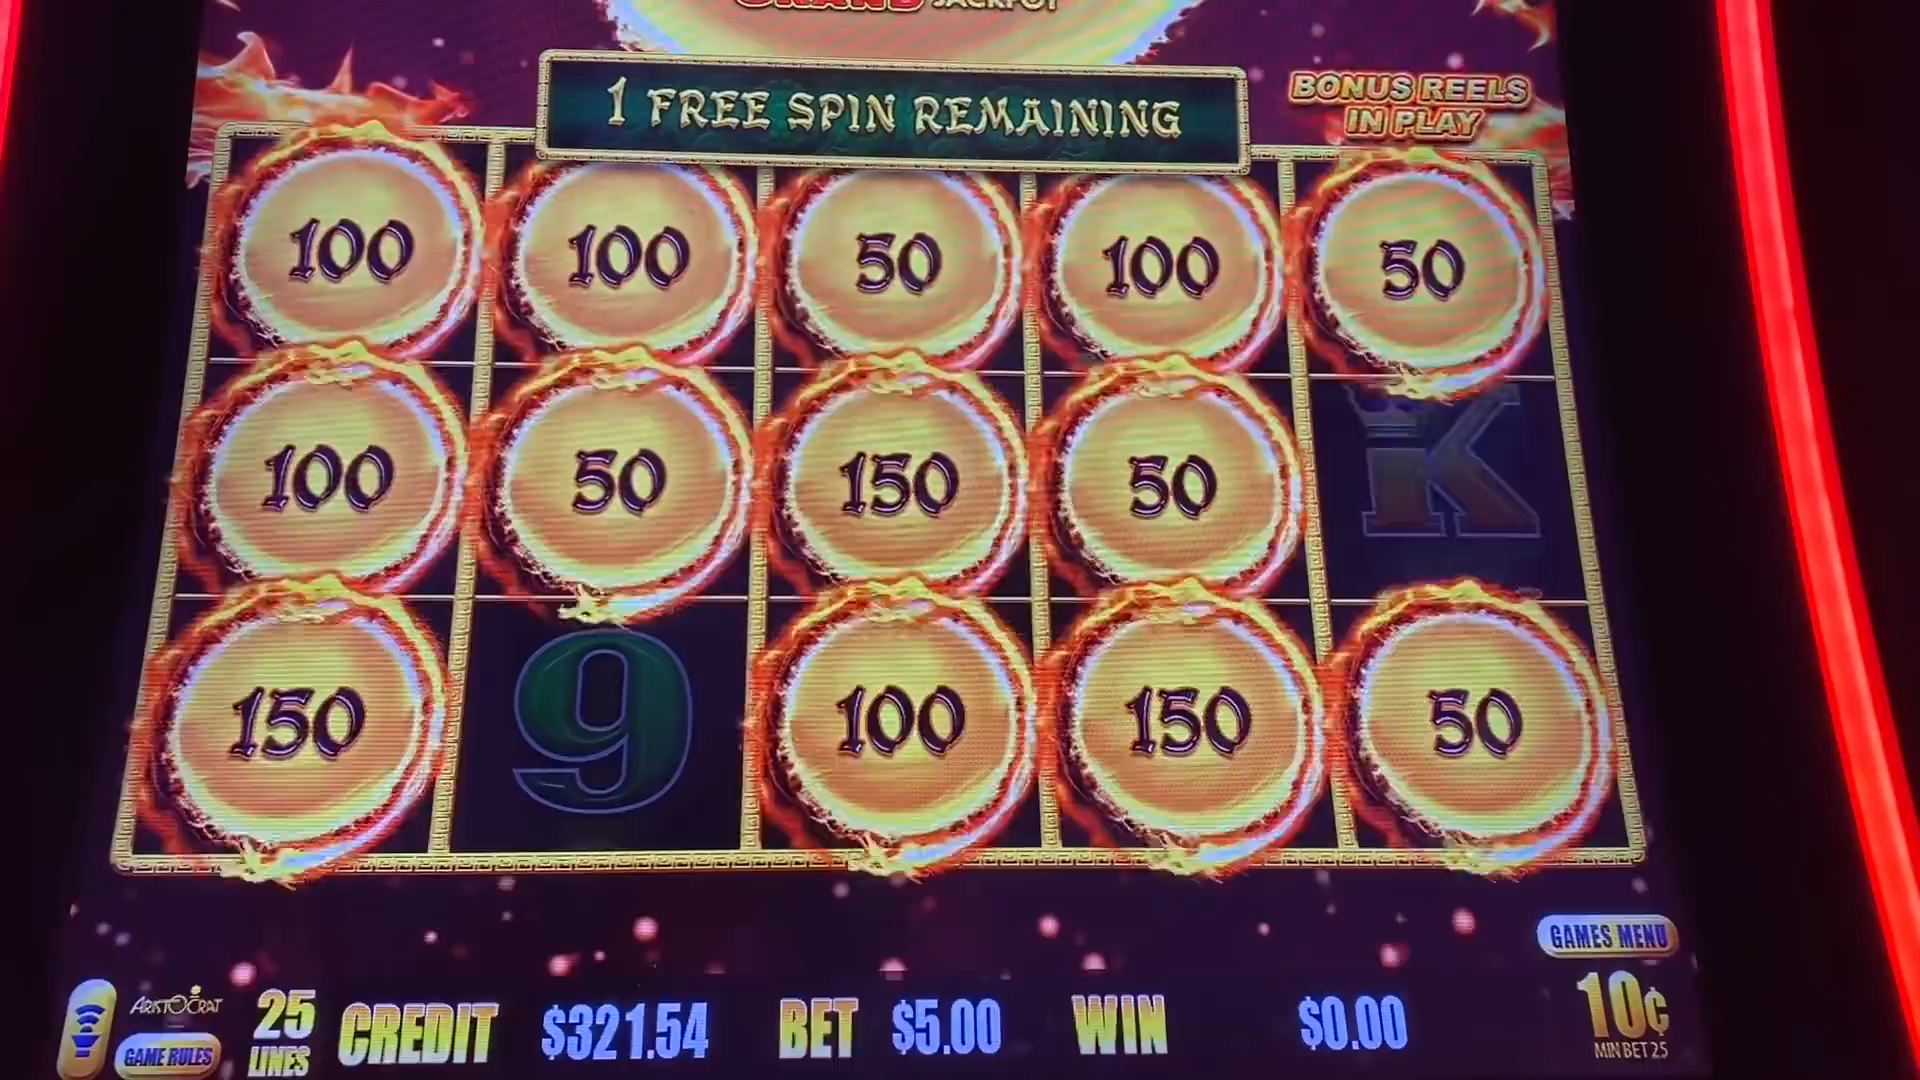 GRAND JACKPOT
1 FREE SPIN REMAINING
BONUS REELS
IN PLAY
100 100 50 100 50
100 50 150 50 K
150 9 100 150 50
GAMES MENU
ARISTOCRAT
GAME RULES
25
LINES
CREDIT $321.54 BET $5.00 WIN $0.00
10¢
MIN BET 25